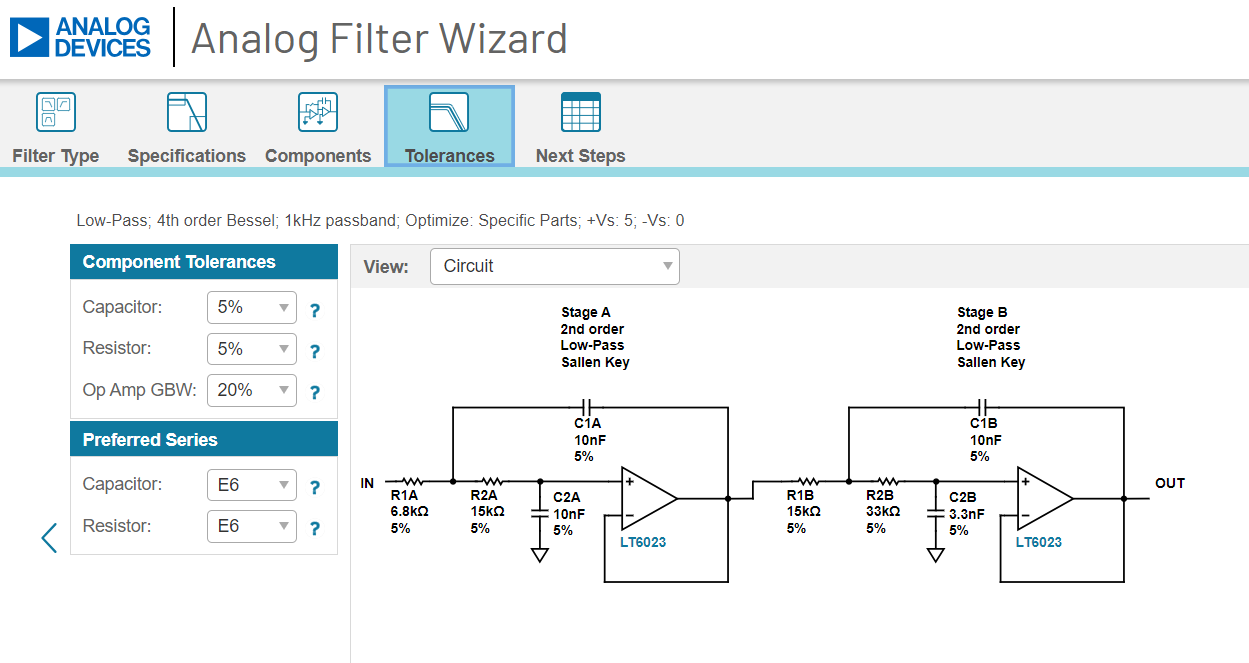 ANALOG
DEVICES
Analog Filter Wizard
Filter Type
Specifications
Components
Tolerances
Next Steps
Low-Pass; 4th order Bessel; 1kHz passband; Optimize: Specific Parts; +Vs: 5; -Vs: 0
Component Tolerances
Capacitor:
5%
?
Resistor:
5%
?
Op Amp GBW:
20%
?
Preferred Series
Capacitor:
E6
?
Resistor:
E6
?
View:
Circuit
Stage A
2nd order
Low-Pass
Sallen Key
Stage B
2nd order
Low-Pass
Sallen Key
C1A
10nF
5%
C1B
10nF
5%
IN
R1A
6.8kΩ
5%
R2A
15kΩ
5%
C2A
10nF
5%
+
−
LT6023
R1B
15kΩ
5%
R2B
33kΩ
5%
C2B
3.3nF
5%
+
−
LT6023
OUT